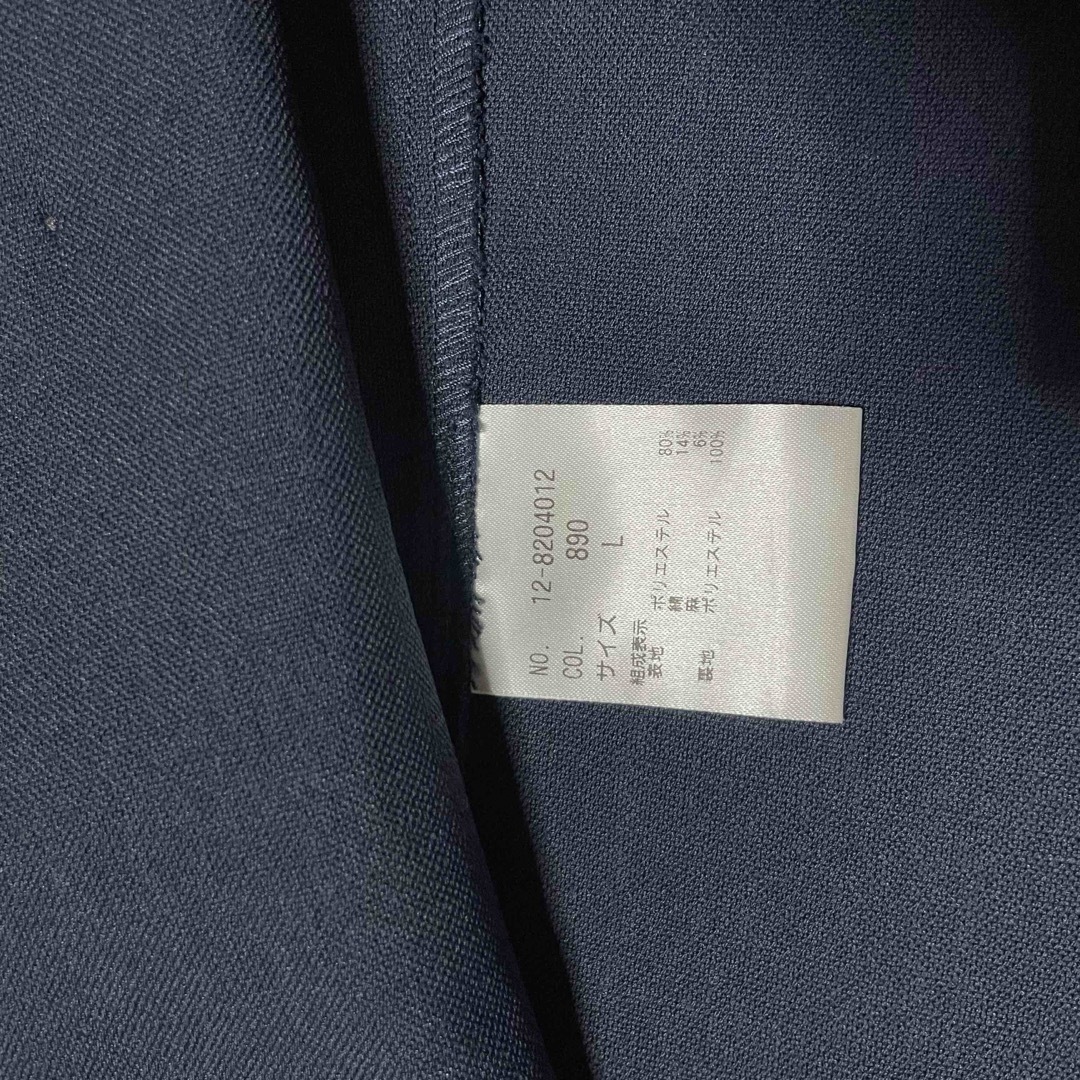 NO. 12-8204012
COL. 890
サイズ L
組成表示
表地 ポリエステル 80%
綿 14%
麻 6%
裏地 ポリエステル 100%